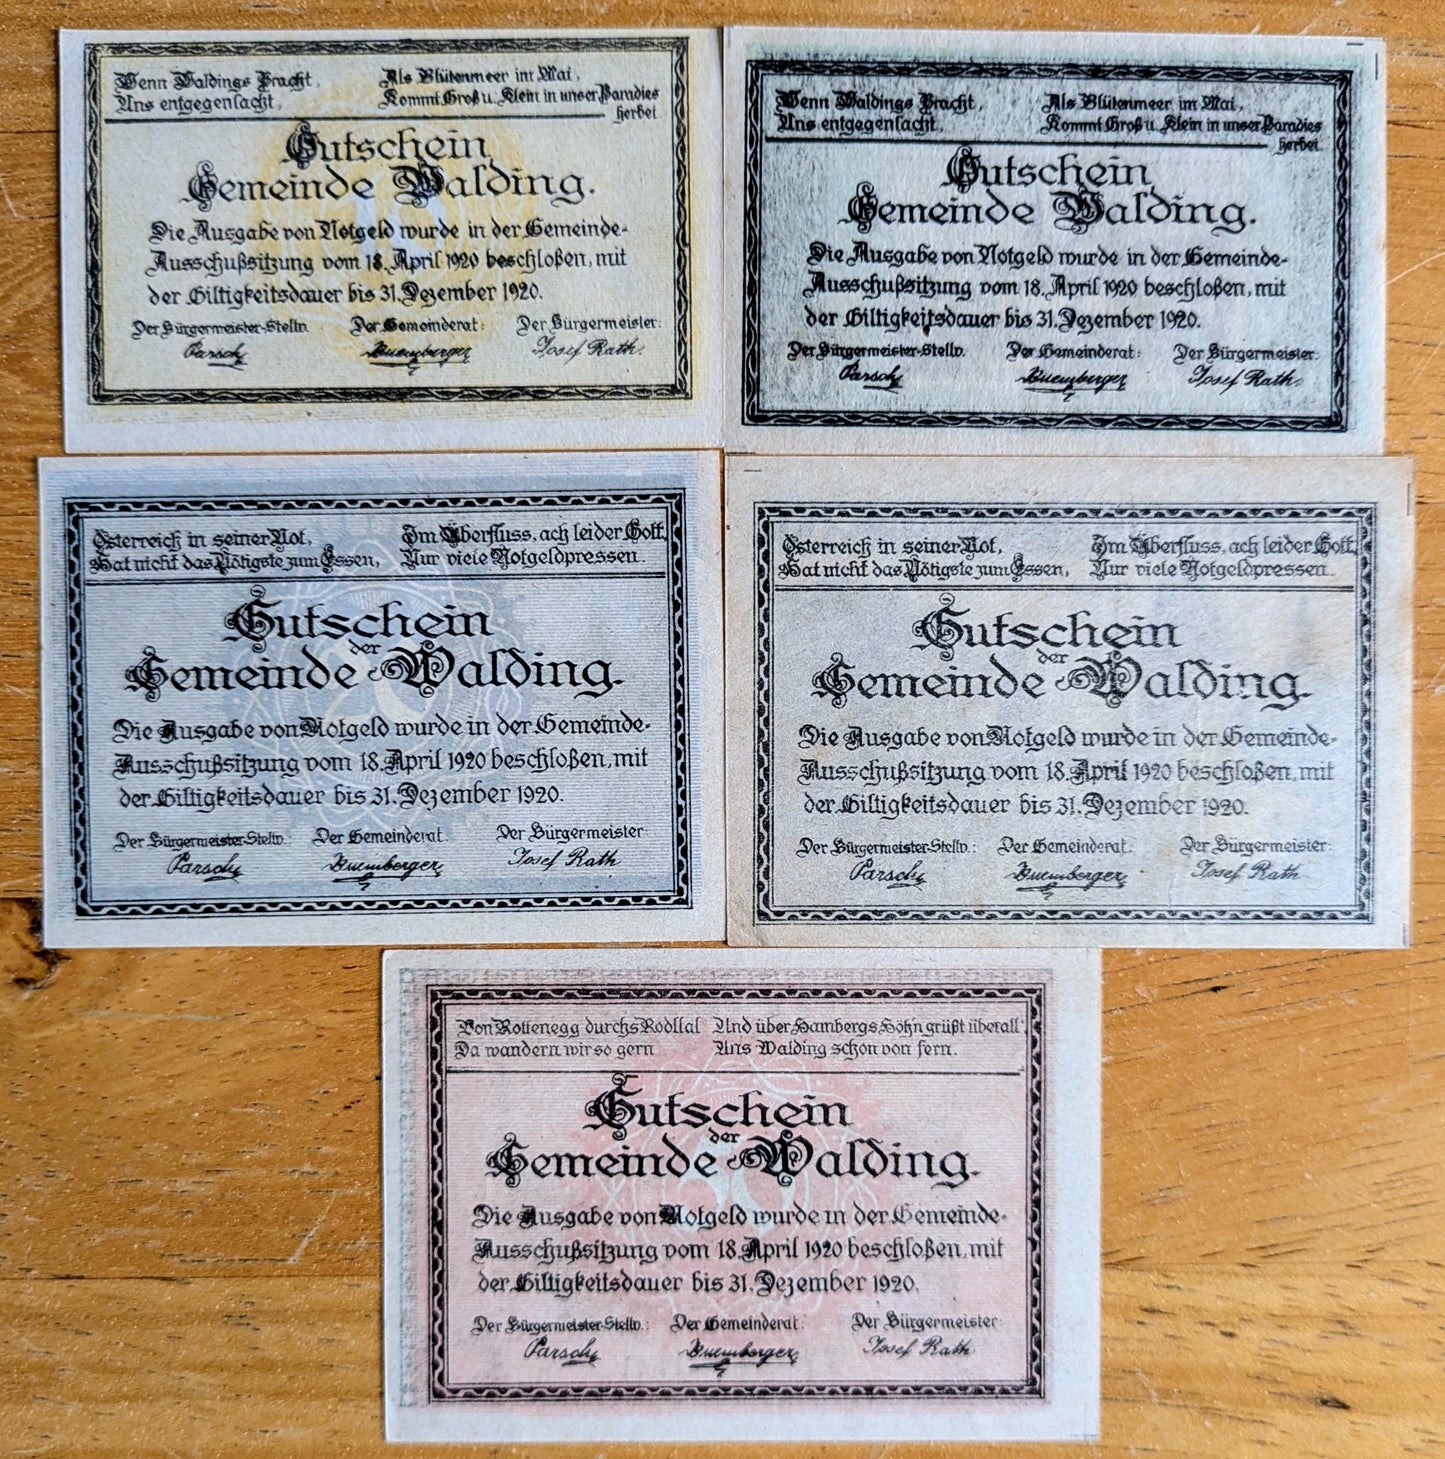 Wenn Waldings Pracht,
Uns entgegenlacht,
Als Blütenmeer im Mai,
Kommt Groß u. Klein in unser Paradies
herbei.
Gutschein
Gemeinde Walding.
Die Ausgabe von Notgeld wurde in der Gemeinde-
Ausschußsitzung vom 18. April 1920 beschloßen, mit
der Giltigkeitsdauer bis 31. Dezember 1920.
Der Bürgermeister-Stellv.
Der Gemeinderat:
Der Bürgermeister:
Parsch
Josef Rath.
Wenn Waldings Pracht,
Uns entgegenlacht,
Als Blütenmeer im Mai,
Kommt Groß u. Klein in unser Paradies
herbei.
Gutschein
Gemeinde Walding.
Die Ausgabe von Notgeld wurde in der Gemeinde-
Ausschußsitzung vom 18. April 1920 beschloßen, mit
der Giltigkeitsdauer bis 31. Dezember 1920.
Der Bürgermeister-Stellv.
Der Gemeinderat:
Der Bürgermeister:
Parsch
Josef Rath.
Österreich in seiner Not,
Hat nicht das Nötigste zum Essen,
Im Überfluss, ach leider Gott,
Nur viele Notgeldpressen.
Gutschein
der
Gemeinde Walding.
Die Ausgabe von Notgeld wurde in der Gemeinde-
Ausschußsitzung vom 18. April 1920 beschloßen, mit
der Giltigkeitsdauer bis 31. Dezember 1920.
Der Bürgermeister-Stellv.:
Der Gemeinderat:
Der Bürgermeister:
Parsch
Josef Rath
Österreich in seiner Not,
Hat nicht das Nötigste zum Essen,
Im Überfluss, ach leider Gott,
Nur viele Notgeldpressen.
Gutschein
der
Gemeinde Walding.
Die Ausgabe von Notgeld wurde in der Gemeinde-
Ausschußsitzung vom 18. April 1920 beschloßen, mit
der Giltigkeitsdauer bis 31. Dezember 1920.
Der Bürgermeister-Stellv.:
Der Gemeinderat:
Der Bürgermeister:
Parsch
Josef Rath
Von Rottenegg durchs Rodltal
Da wandern wir so gern
Und über Hambergs Höh'n grüßt überall
Uns Walding schon von fern.
Gutschein
der
Gemeinde Walding.
Die Ausgabe von Notgeld wurde in der Gemeinde-
Ausschußsitzung vom 18. April 1920 beschloßen, mit
der Giltigkeitsdauer bis 31. Dezember 1920.
Der Bürgermeister-Stellv.:
Der Gemeinderat:
Der Bürgermeister:
Parsch
Josef Rath